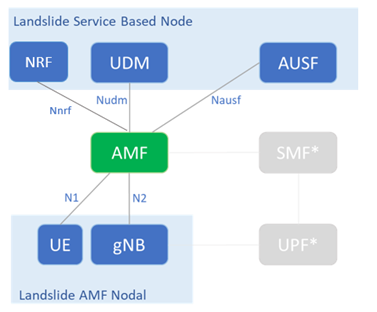 Landslide Service Based Node
NRF
UDM
AUSF
Nnrf
Nudm
Nausf
AMF
SMF*
N1
N2
UE
gNB
UPF*
Landslide AMF Nodal